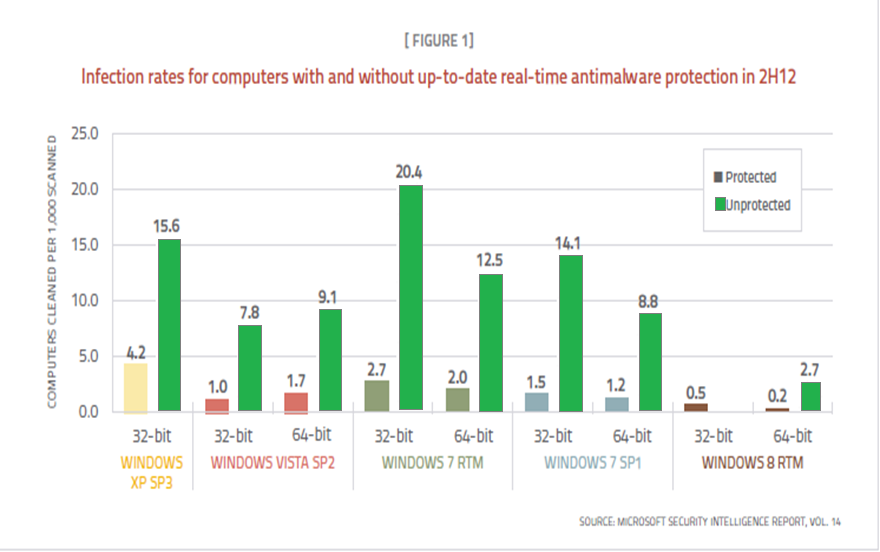 [ FIGURE 1]
Infection rates for computers with and without up-to-date real-time antimalware protection in 2H12
COMPUTERS CLEANED PER 1,000 SCANNED
25.0
20.0
15.0
10.0
5.0
0.0
Protected
Unprotected
4.2
15.6
1.0
7.8
1.7
9.1
2.7
20.4
2.0
12.5
1.5
14.1
1.2
8.8
0.5
0.2
2.7
32-bit
32-bit
64-bit
32-bit
64-bit
32-bit
64-bit
32-bit
64-bit
WINDOWS
XP SP3
WINDOWS VISTA SP2
WINDOWS 7 RTM
WINDOWS 7 SP1
WINDOWS 8 RTM
SOURCE: MICROSOFT SECURITY INTELLIGENCE REPORT, VOL. 14